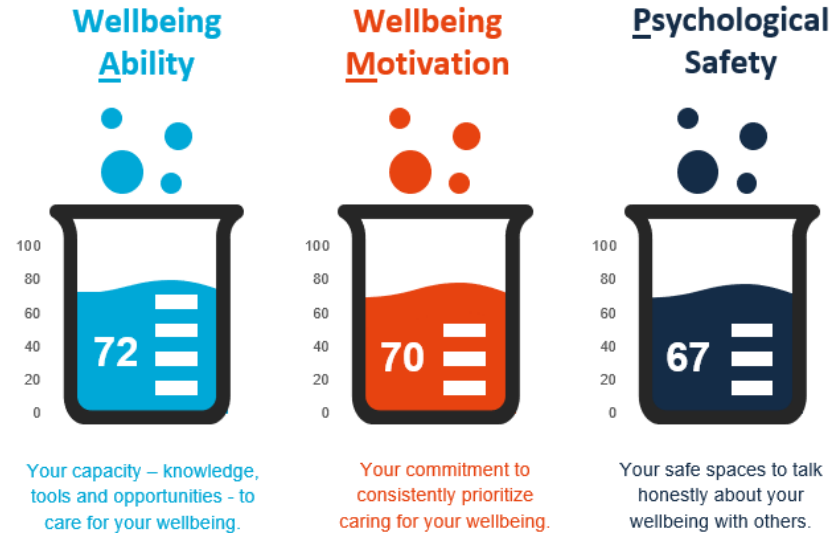 Wellbeing
Ability
Wellbeing
Motivation
Psychological
Safety
100
80
60
40
20
0
72
100
80
60
40
20
0
70
100
80
60
40
20
0
67
Your capacity – knowledge,
tools and opportunities - to
care for your wellbeing.
Your commitment to
consistently prioritize
caring for your wellbeing.
Your safe spaces to talk
honestly about your
wellbeing with others.